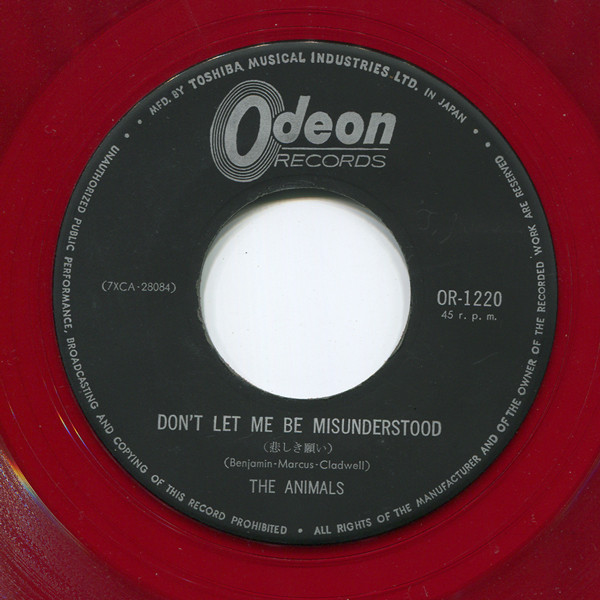 MFD. BY TOSHIBA MUSICAL INDUSTRIES LTD. IN JAPAN
Odeon
RECORDS
(7XCA-28084)
OR-1220
45 r. p. m.
DON'T LET ME BE MISUNDERSTOOD
(悲しき願い)
(Benjamin-Marcus-Cladwell)
THE ANIMALS
UNAUTHORIZED PUBLIC PERFORMANCE, BROADCASTING AND COPYING OF THIS RECORD PROHIBITED • ALL RIGHTS OF THE MANUFACTURER AND OF THE OWNER OF THE RECORDED WORK ARE RESERVED